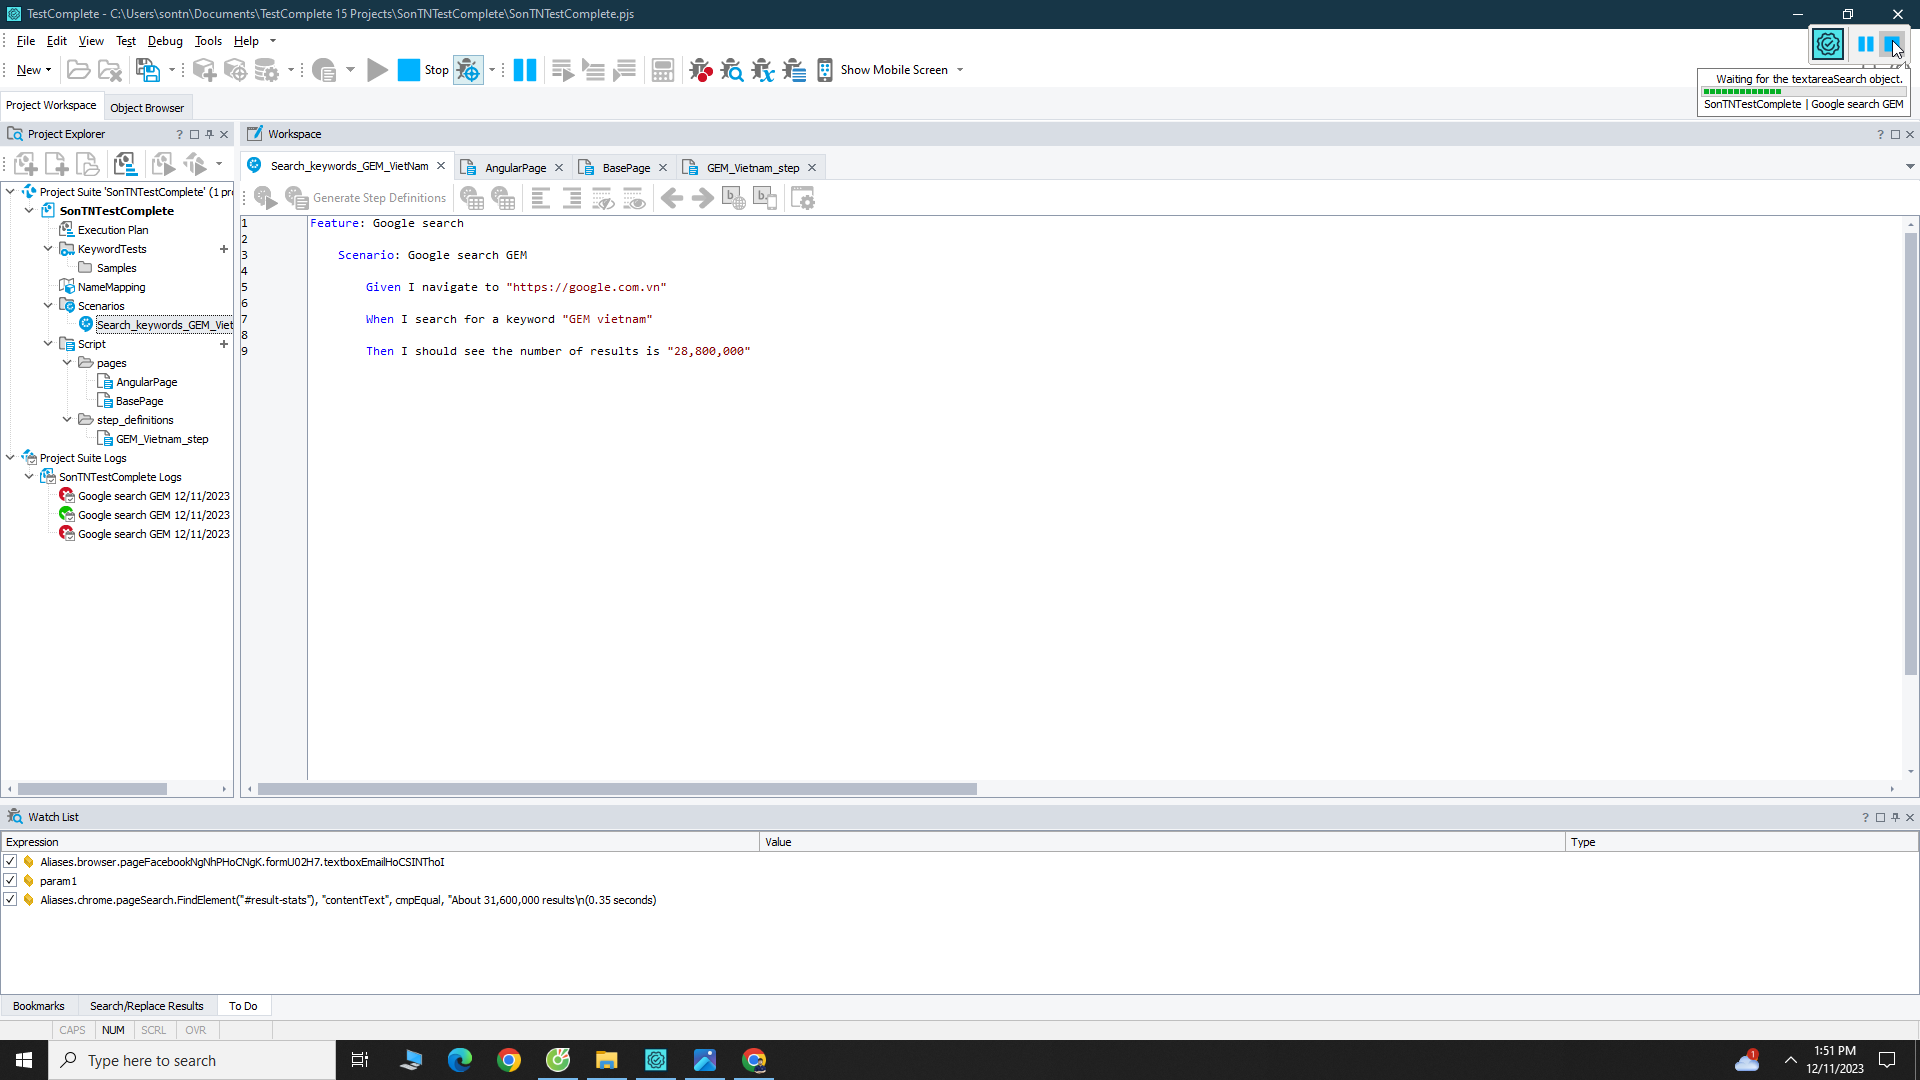 TestComplete - C:\Users\sontn\Documents\TestComplete 15 Projects\SonTNTestComplete\SonTNTestComplete.pjs
File Edit View Test Debug Tools Help
New Stop Show Mobile Screen
Waiting for the textareaSearch object.
SonTNTestComplete | Google search GEM
Project Workspace Object Browser
Project Explorer
Workspace
Search_keywords_GEM_VietNam AngularPage BasePage GEM_Vietnam_step
Generate Step Definitions
Project Suite 'SonTNTestComplete' (1 pr
SonTNTestComplete
Execution Plan
KeywordTests
Samples
NameMapping
Scenarios
Search_keywords_GEM_Viet
Script
pages
AngularPage
BasePage
step_definitions
GEM_Vietnam_step
Project Suite Logs
SonTNTestComplete Logs
Google search GEM 12/11/2023
Google search GEM 12/11/2023
Google search GEM 12/11/2023
1 Feature: Google search
2
3 Scenario: Google search GEM
4
5 Given I navigate to "https://google.com.vn"
6
7 When I search for a keyword "GEM vietnam"
8
9 Then I should see the number of results is "28,800,000"
Watch List
Expression Value Type
Aliases.browser.pageFacebookNgNhPHoCNgK.formU02H7.textboxEmailHoCSINThoI
param1
Aliases.chrome.pageSearch.FindElement("#result-stats"), "contentText", cmpEqual, "About 31,600,000 results\n(0.35 seconds)
Bookmarks Search/Replace Results To Do
CAPS NUM SCRL OVR
Type here to search
1
1:51 PM
12/11/2023